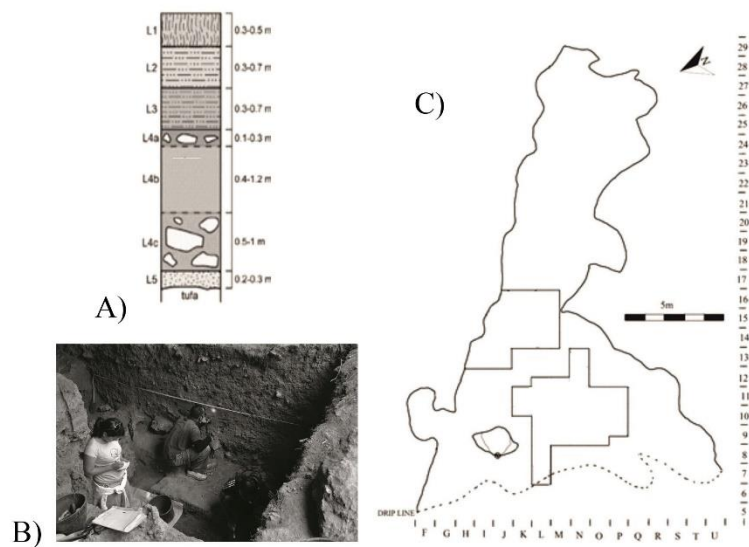 L1 0.3-0.5 m
L2 0.3-0.7 m
L3 0.3-0.7 m
L4a 0.1-0.3 m
L4b 0.4-1.2 m
L4c 0.5-1 m
L5 0.2-0.3 m
tufa
A)
B)
C)
N
5m
29
28
27
26
25
24
23
22
21
20
19
18
17
16
15
14
13
12
11
10
9
8
7
6
5
DRIP LINE
F G H I J K L M N O P Q R S T U